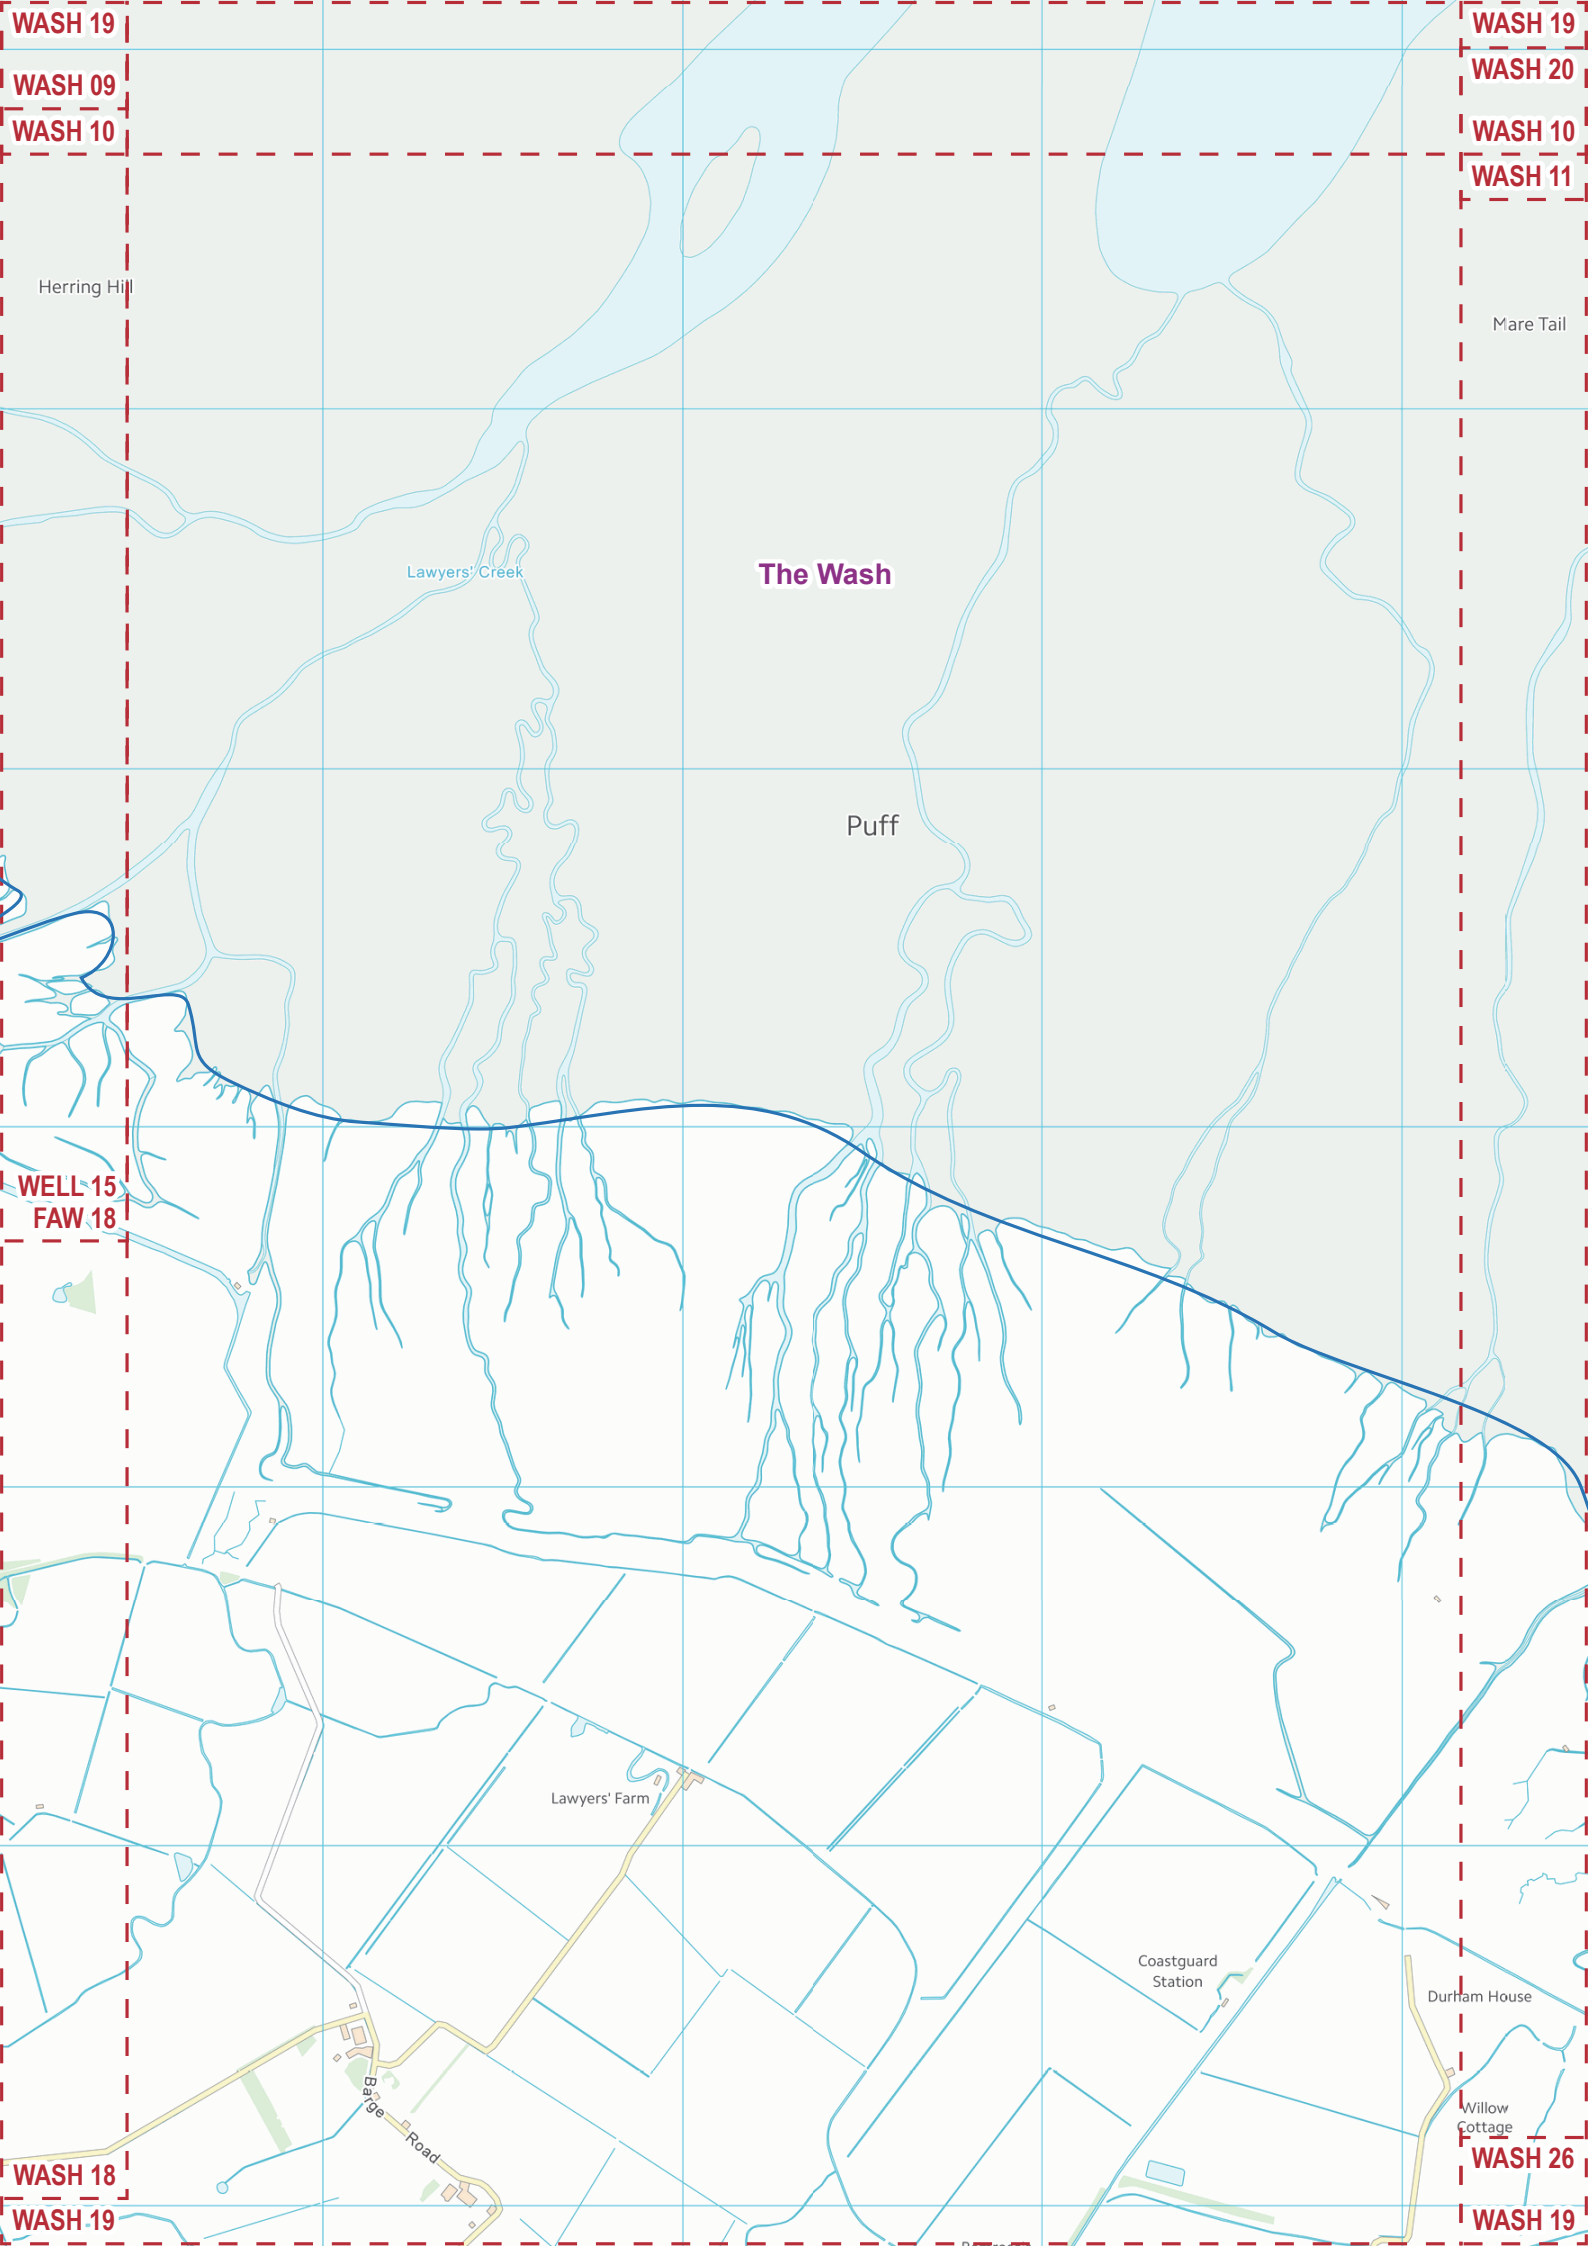 WASH 19
WASH 19
WASH 20
WASH 09
WASH 10
WASH 10
WASH 11
Herring Hill
Mare Tail
Lawyers' Creek
The Wash
Puff
WELL 15
FAW 18
Lawyers' Farm
Coastguard
Station
Durham House
Willow
Cottage
Barge
Road
WASH 18
WASH 26
WASH 19
WASH 19